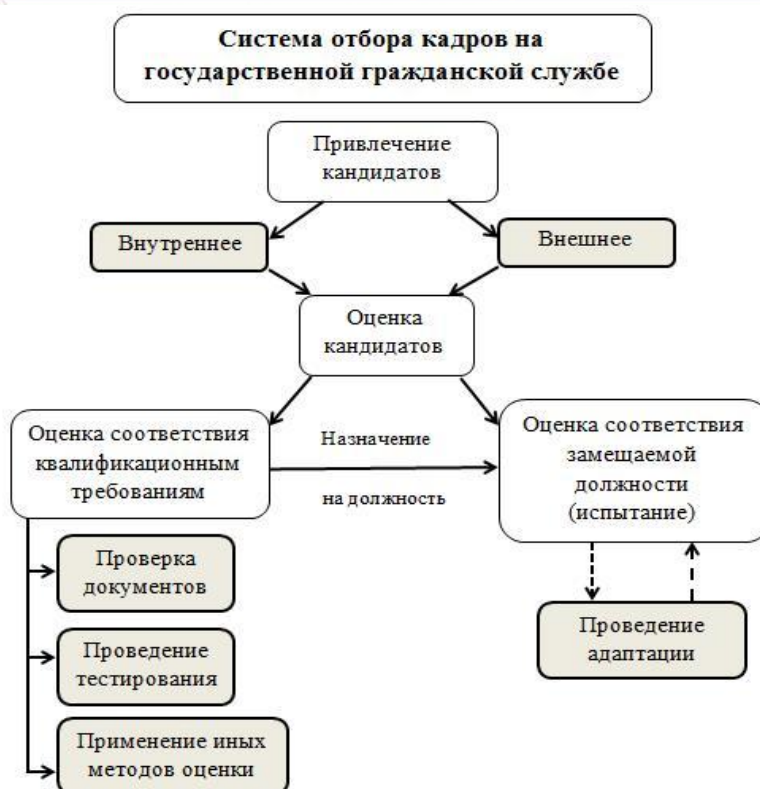 Система отбора кадров на
государственной гражданской службе
Привлечение
кандидатов
Внутреннее
Внешнее
Оценка
кандидатов
Оценка соответствия
квалификационным
требованиям
Назначение
на должность
Оценка соответствия
замещаемой
должности
(испытание)
Проверка
документов
Проведение
тестирования
Применение иных
методов оценки
Проведение
адаптации